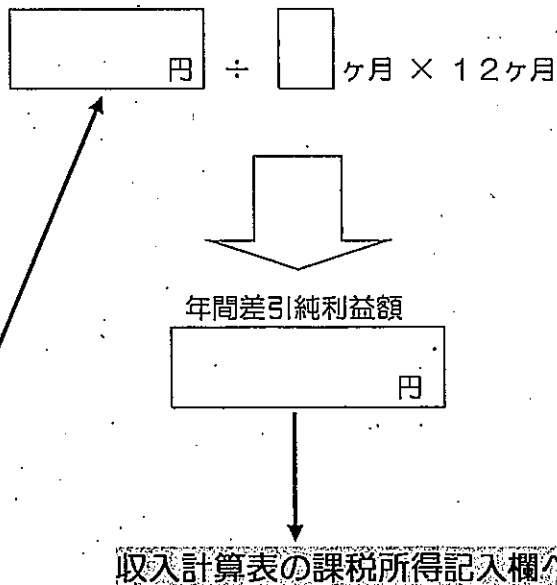 円 ÷ ヶ月 × 12ヶ月
年間差引純利益額
円
収入計算表の課税所得記入欄へ